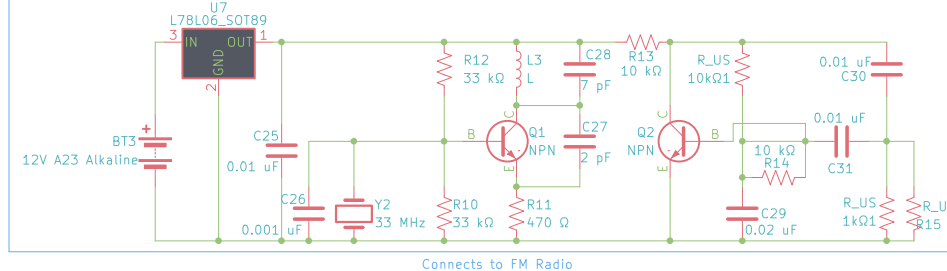 U7
L78L06_SOT89
3 IN OUT 1
GND
2
BT3
12V A23 Alkaline
C25
0.01 uF
C26
0.001 uF
Y2
33 MHz
R12
33 kΩ
R10
33 kΩ
L3
L
C28
7 pF
C27
2 pF
B
C
Q1
NPN
E
R11
470 Ω
R13
10 kΩ
C
Q2
NPN
B
E
R_US
10kΩ1
10 kΩ
R14
C29
0.02 uF
0.01 uF
C30
0.01 uF
C31
R_US
1kΩ1
R_U
R15
Connects to FM Radio